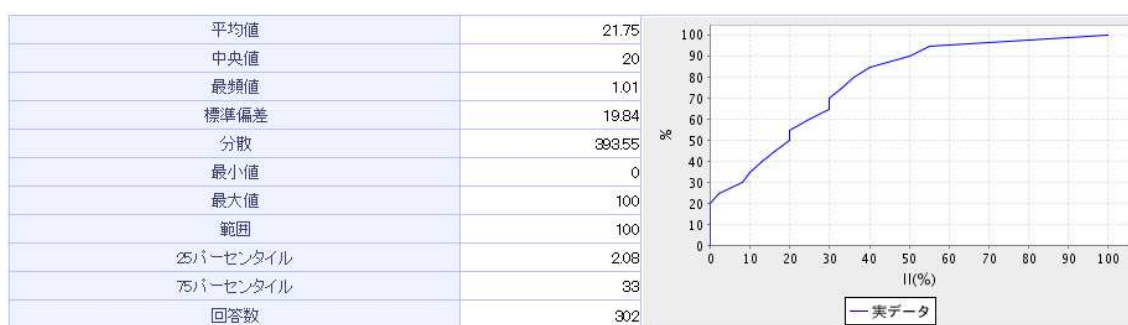 平均値 21.75
中央値 20
最頻値 1.01
標準偏差 19.84
分散 393.55
最小値 0
最大値 100
範囲 100
25パーセンタイル 2.08
75パーセンタイル 33
回答数 302
100
90
80
70
60
50
40
30
20
10
0
%
0 10 20 30 40 50 60 70 80 90 100
II(%)
実データ